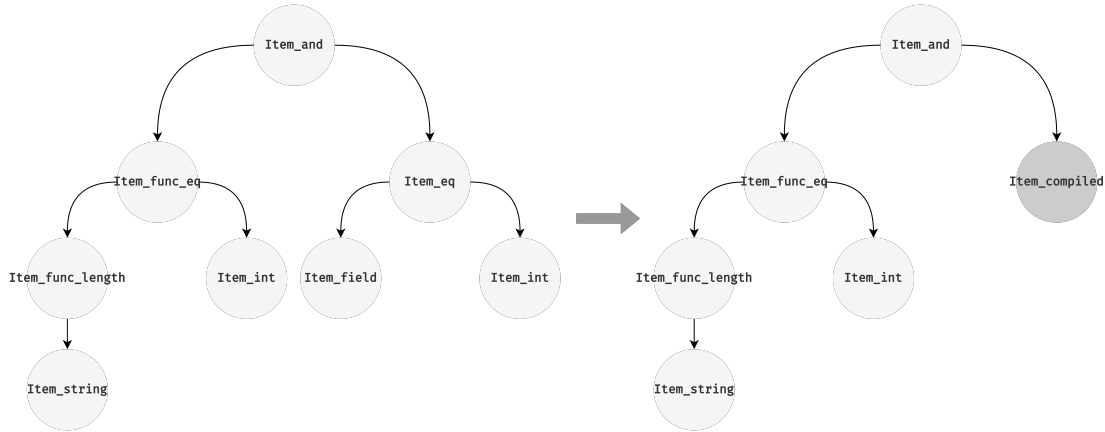 Item_and
Item_func_eq
Item_eq
Item_func_length
Item_int
Item_field
Item_int
Item_string
Item_and
Item_func_eq
Item_compiled
Item_func_length
Item_int
Item_string